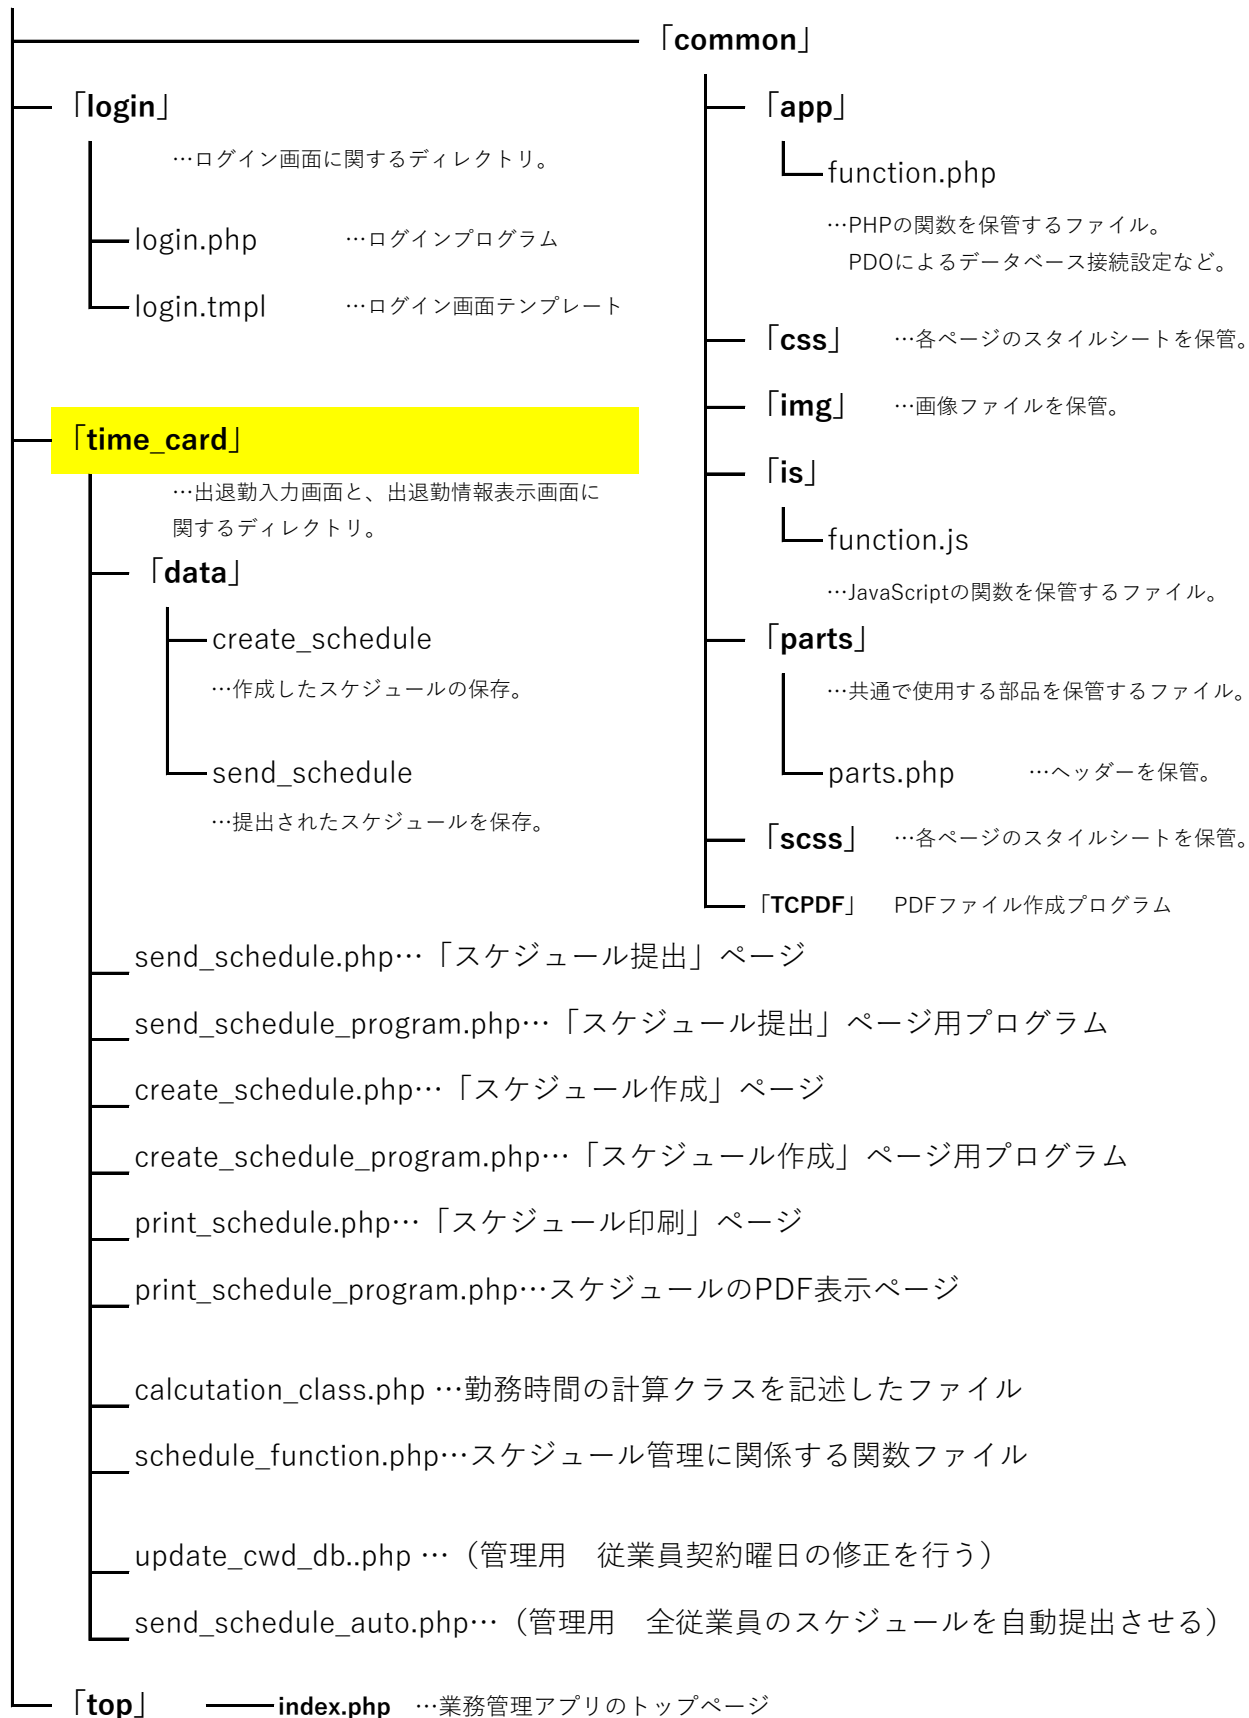 「common」
「login」
…ログイン画面に関するディレクトリ。
login.php …ログインプログラム
login.tmpl …ログイン画面テンプレート
「time_card」
…出退勤入力画面と、出退勤情報表示画面に
関するディレクトリ。
「data」
create_schedule
…作成したスケジュールの保存。
send_schedule
…提出されたスケジュールを保存。
「app」
function.php
…PHPの関数を保管するファイル。
PDOによるデータベース接続設定など。
「css」 …各ページのスタイルシートを保管。
「img」 …画像ファイルを保管。
「is」
function.js
…JavaScriptの関数を保管するファイル。
「parts」
…共通で使用する部品を保管するファイル。
parts.php …ヘッダーを保管。
「scss」 …各ページのスタイルシートを保管。
「TCPDF」 PDFファイル作成プログラム
send_schedule.php…「スケジュール提出」ページ
send_schedule_program.php…「スケジュール提出」ページ用プログラム
create_schedule.php…「スケジュール作成」ページ
create_schedule_program.php…「スケジュール作成」ページ用プログラム
print_schedule.php…「スケジュール印刷」ページ
print_schedule_program.php…スケジュールのPDF表示ページ
calcutation_class.php …勤務時間の計算クラスを記述したファイル
schedule_function.php…スケジュール管理に関係する関数ファイル
update_cwd_db..php …（管理用　従業員契約曜日の修正を行う）
send_schedule_auto.php…（管理用　全従業員のスケジュールを自動提出させる）
「top」 index.php …業務管理アプリのトップページ